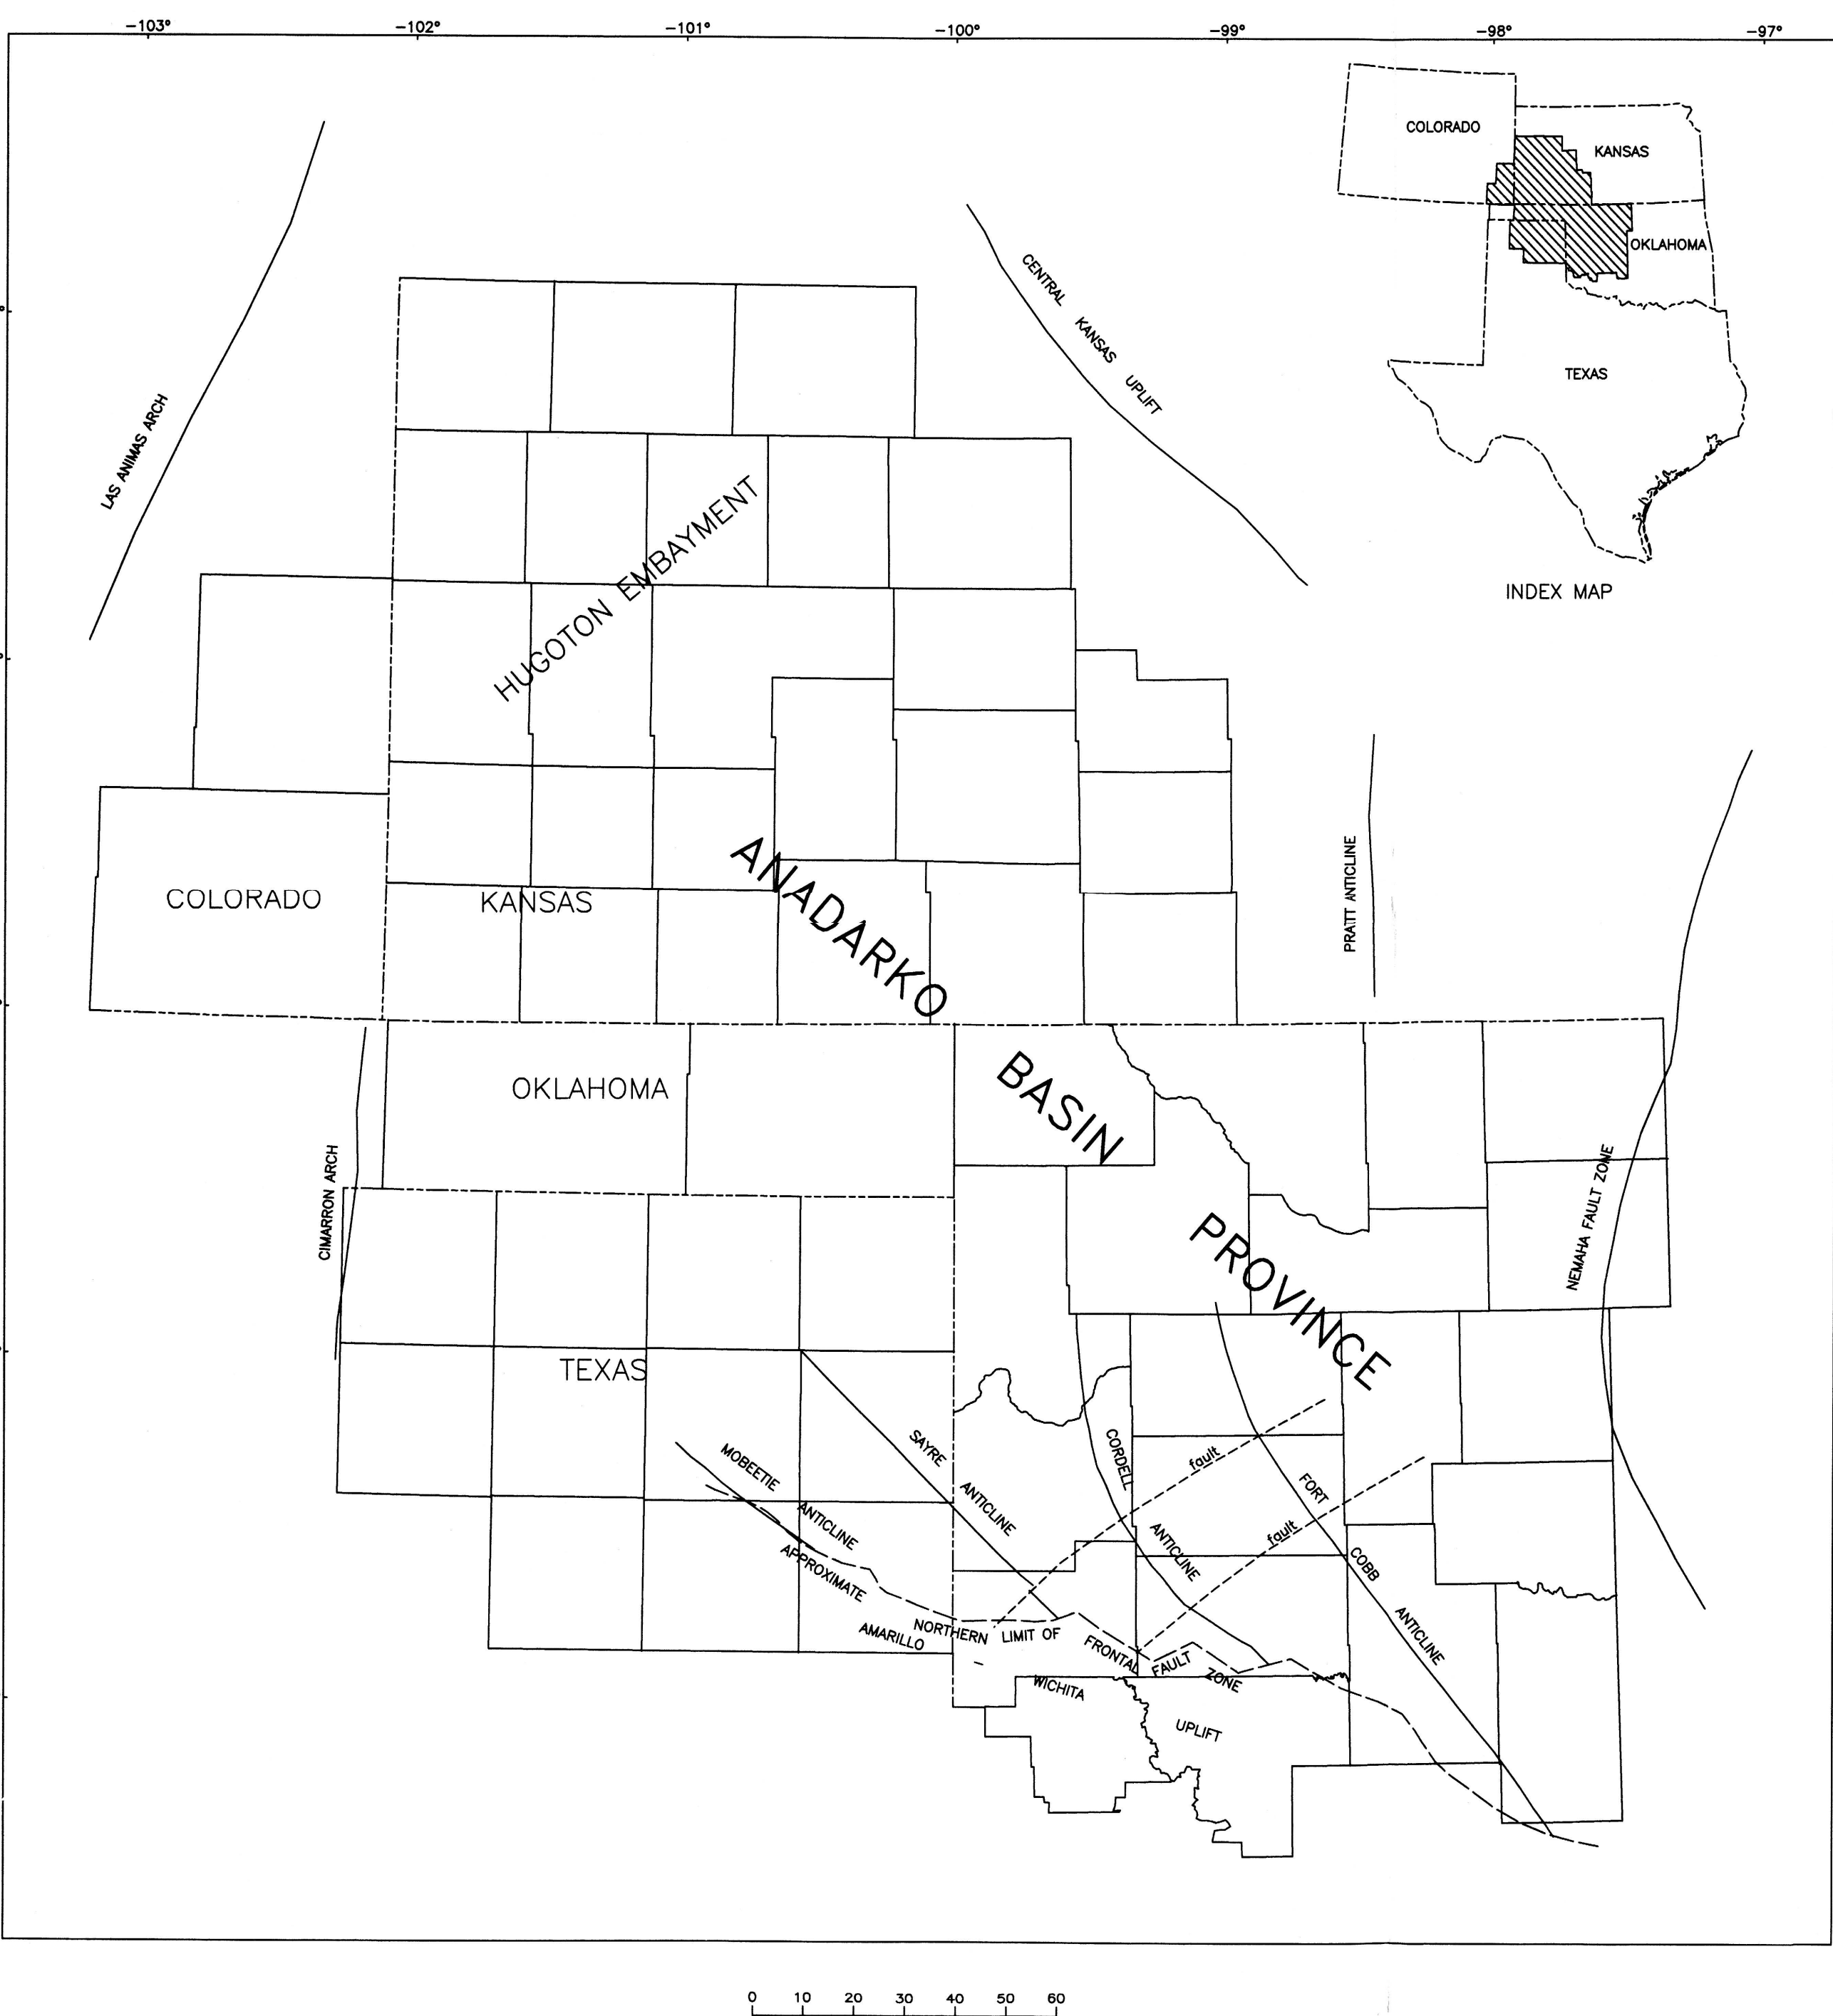 -103°
-102°
-101°
-100°
-99°
-98°
-97°
COLORADO
KANSAS
OKLAHOMA
TEXAS
INDEX MAP
LAS ANIMAS ARCH
CENTRAL KANSAS UPLIFT
HUGOTON EMBAYMENT
PRATT ANTICLINE
COLORADO
KANSAS
ANADARKO
BASIN
PROVINCE
OKLAHOMA
CIMARRON ARCH
NEMAHA FAULT ZONE
TEXAS
MOBEETIE ANTICLINE
SAYRE ANTICLINE
CORDELL ANTICLINE
fault
fault
FORT COBB ANTICLINE
APPROXIMATE NORTHERN LIMIT OF FRONTAL FAULT ZONE
AMARILLO WICHITA UPLIFT
0 10 20 30 40 50 60